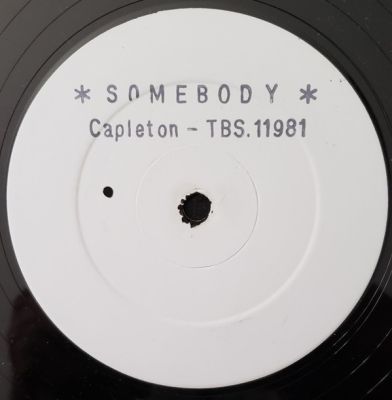 * SOMEBODY *
Capleton - TBS.11981